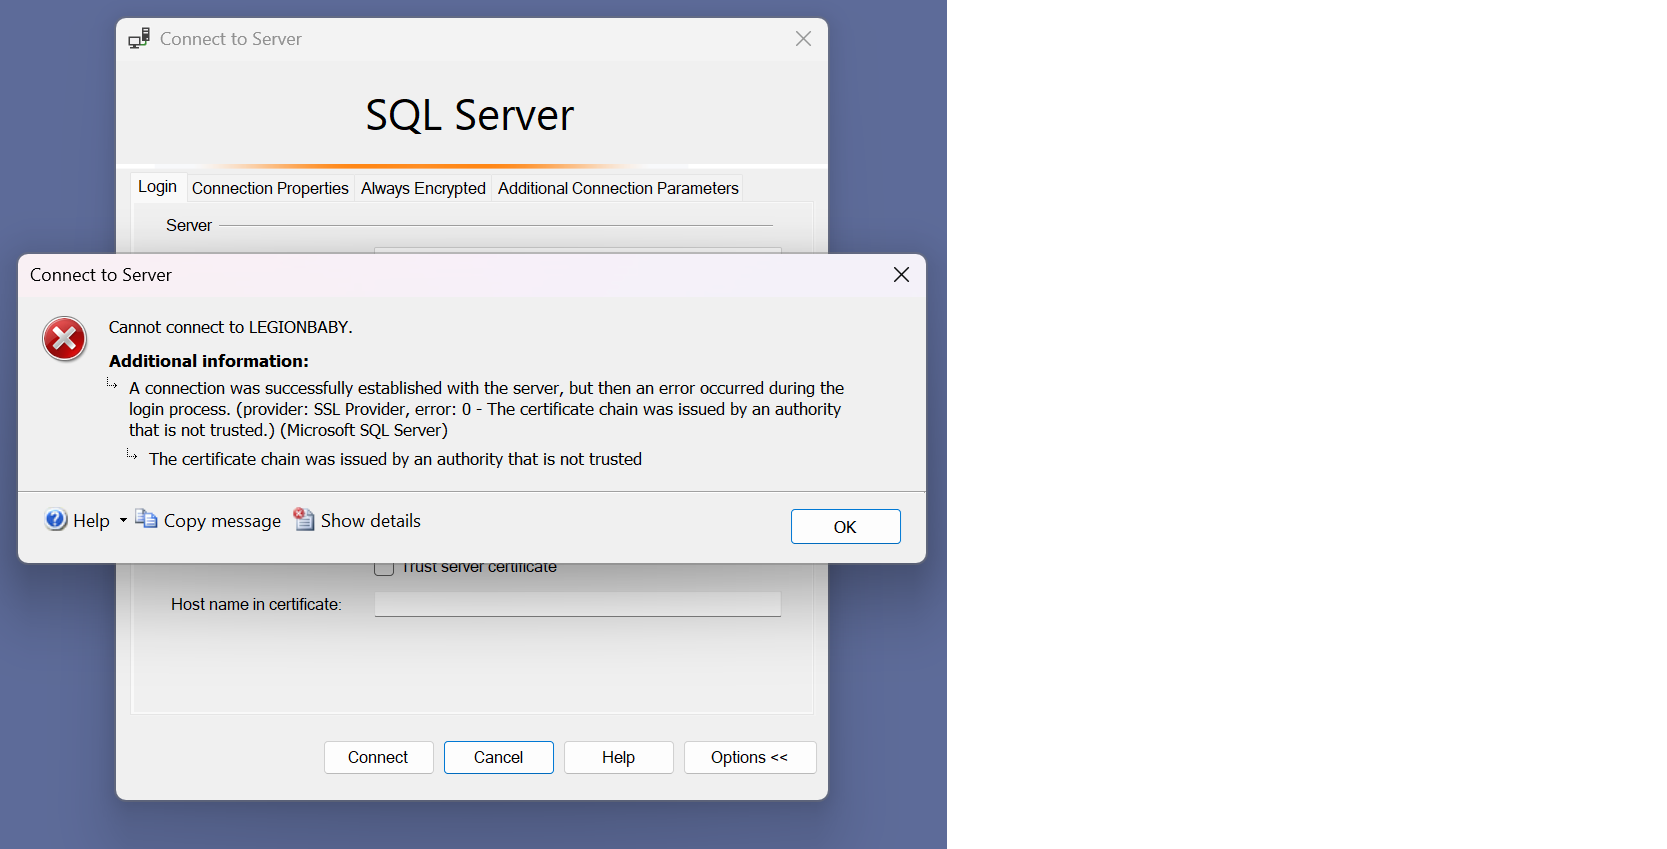 Connect to Server
SQL Server
Login Connection Properties Always Encrypted Additional Connection Parameters
Server
Connect to Server
Cannot connect to LEGIONBABY.
Additional information:
A connection was successfully established with the server, but then an error occurred during the
login process. (provider: SSL Provider, error: 0 - The certificate chain was issued by an authority
that is not trusted.) (Microsoft SQL Server)
The certificate chain was issued by an authority that is not trusted
Help Copy message Show details OK
Trust server certificate
Host name in certificate:
Connect Cancel Help Options <<